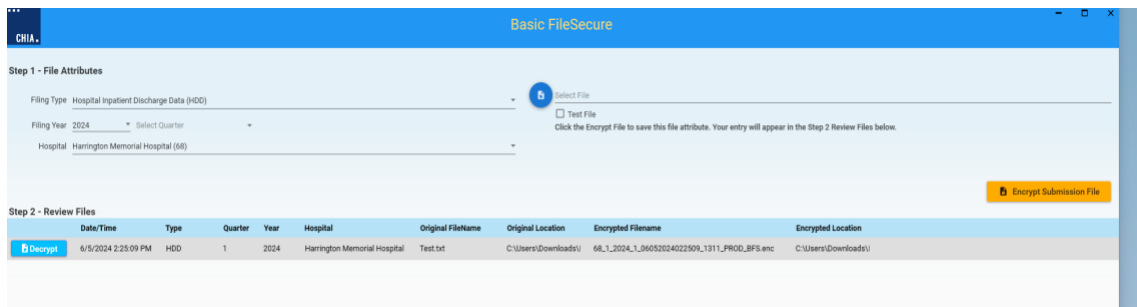 CHIA.
Basic FileSecure
Step 1 - File Attributes
Filing Type Hospital Inpatient Discharge Data (HDD)
Select File
Test File
Filing Year 2024 Select Quarter
Click the Encrypt File to save this file attribute. Your entry will appear in the Step 2 Review Files below.
Hospital Harrington Memorial Hospital (68)
Encrypt Submission File
Step 2 - Review Files
Date/Time Type Quarter Year Hospital Original FileName Original Location Encrypted Filename Encrypted Location
Decrypt 6/5/2024 2:25:09 PM HDD 1 2024 Harrington Memorial Hospital Test.txt C:\Users\Downloads\I 68_1_2024_1_06052024022509_1311_PROD_BFS.enc C:\Users\Downloads\I